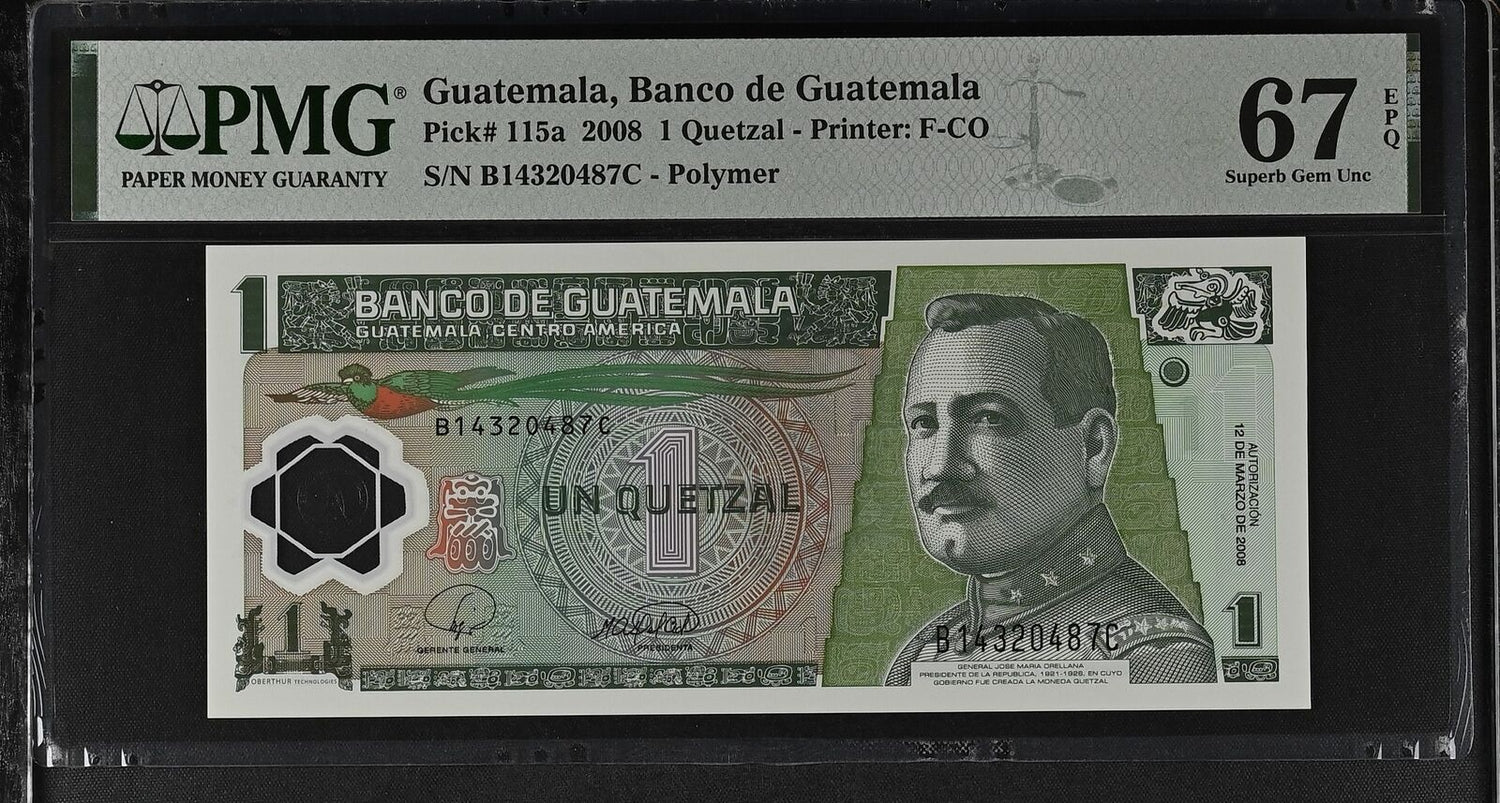 PMG®
PAPER MONEY GUARANTY
Guatemala, Banco de Guatemala
Pick# 115a 2008 1 Quetzal - Printer: F-CO
S/N B14320487C - Polymer
67
EPQ
Superb Gem Unc
1
BANCO DE GUATEMALA
GUATEMALA CENTRO AMERICA
B14320487C
1
UN QUETZAL
AUTORIZACIÓN
12 DE MARZO DE 2008
GERENTE GENERAL
PRESIDENTA
1
OBERTHUR TECHNOLOGIES
B14320487C
GENERAL JOSE MARIA ORELLANA
PRESIDENTE DE LA REPUBLICA, 1921-1926, EN CUYO
GOBIERNO FUE CREADA LA MONEDA QUETZAL
1